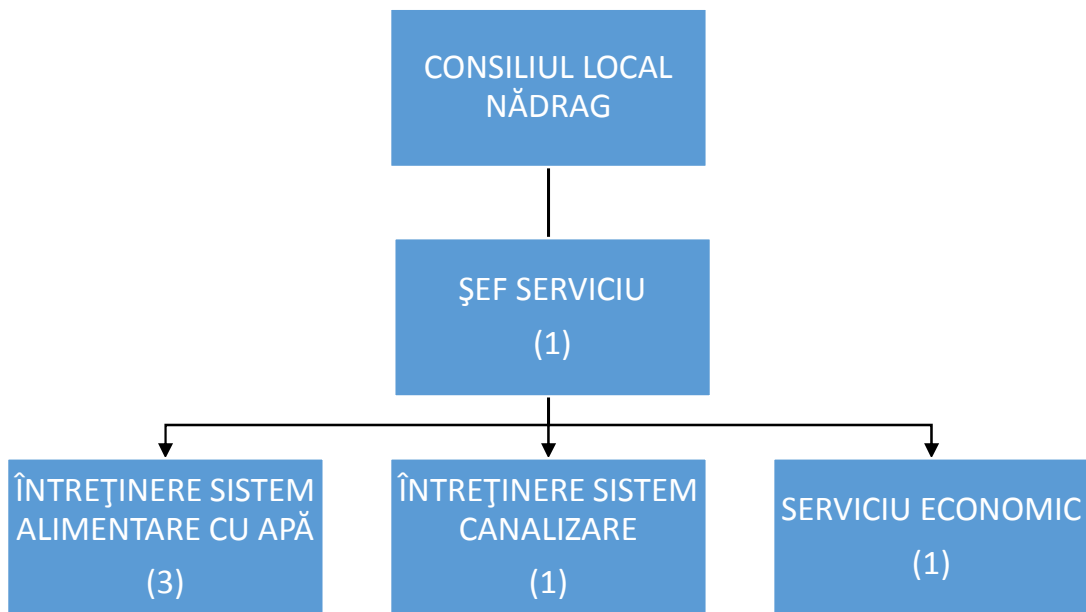 CONSILIUL LOCAL
NĂDRAG
ŞEF SERVICIU
(1)
ÎNTREŢINERE SISTEM
ALIMENTARE CU APĂ
(3)
ÎNTREŢINERE SISTEM
CANALIZARE
(1)
SERVICIU ECONOMIC
(1)